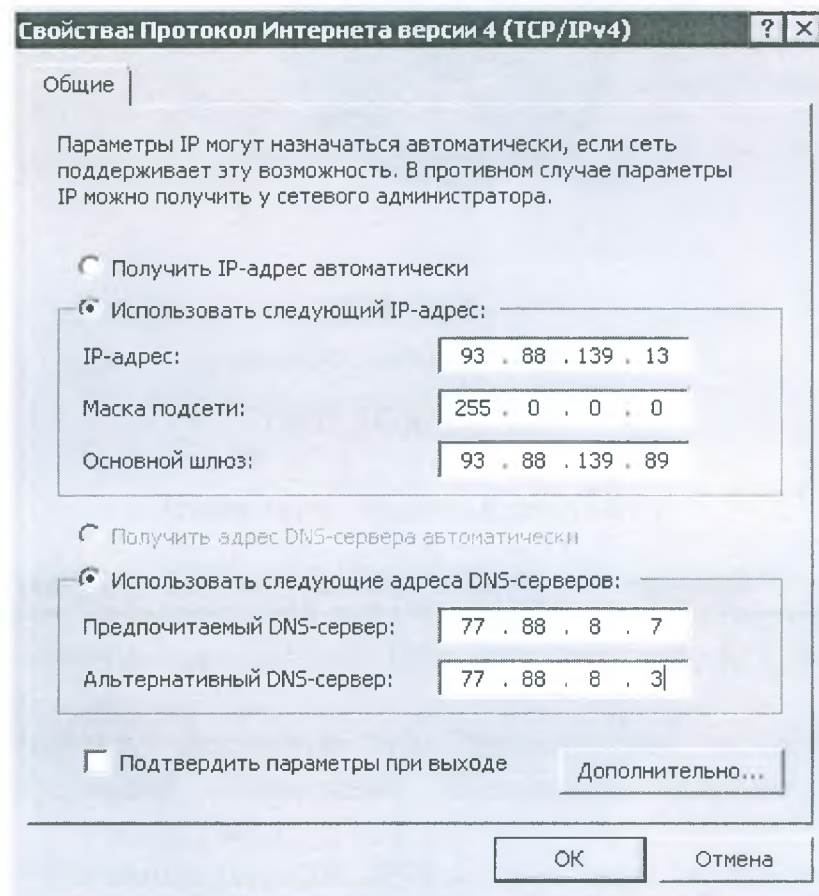 Свойства: Протокол Интернета версии 4 (TCP/IPv4)
Общие
Параметры IP могут назначаться автоматически, если сеть
поддерживает эту возможность. В противном случае параметры
IP можно получить у сетевого администратора.
Получить IP-адрес автоматически
Использовать следующий IP-адрес:
IP-адрес: 93 . 88 . 139 . 13
Маска подсети: 255 . 0 . 0 . 0
Основной шлюз: 93 . 88 . 139 . 89
Получить адрес DNS-сервера автоматически
Использовать следующие адреса DNS-серверов:
Предпочитаемый DNS-сервер: 77 . 88 . 8 . 7
Альтернативный DNS-сервер: 77 . 88 . 8 . 3
Подтвердить параметры при выходе
Дополнительно...
ОК Отмена